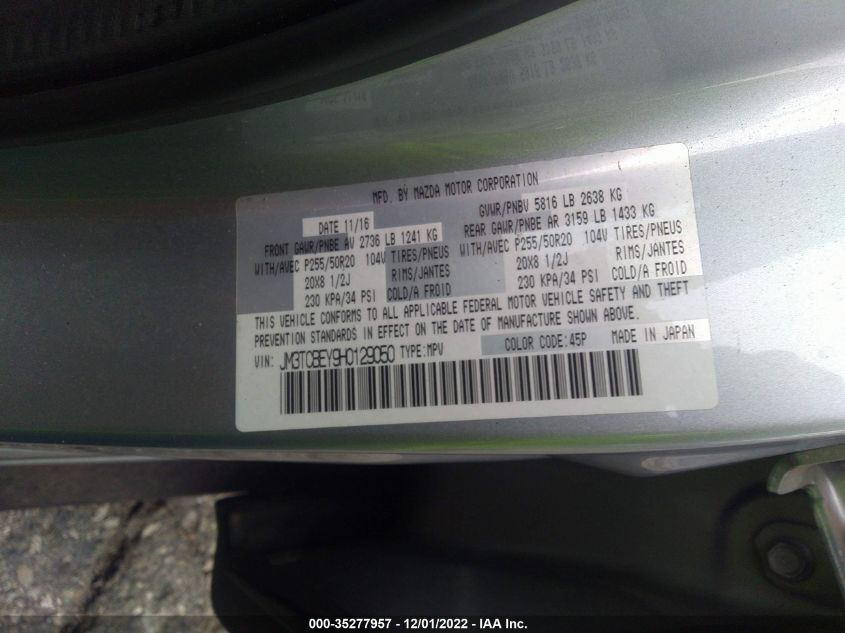 MFD. BY MAZDA MOTOR CORPORATION
DATE 11/16 GVWR/PNBV 5816 LB 2638 KG
FRONT GAWR/PNBE AV 2736 LB 1241 KG REAR GAWR/PNBE AR 3159 LB 1433 KG
WITH/AVEC P255/50R20 104V TIRES/PNEUS WITH/AVEC P255/50R20 104V TIRES/PNEUS
20X8 1/2J RIMS/JANTES 20X8 1/2J RIMS/JANTES
230 KPA/34 PSI COLD/A FROID 230 KPA/34 PSI COLD/A FROID
THIS VEHICLE CONFORMS TO ALL APPLICABLE FEDERAL MOTOR VEHICLE SAFETY AND THEFT
PREVENTION STANDARDS IN EFFECT ON THE DATE OF MANUFACTURE SHOWN ABOVE.
VIN: JM3TCBEY9H0129050 TYPE:MPV COLOR CODE:45P MADE IN JAPAN
000-35277957 - 12/01/2022 - IAA Inc.